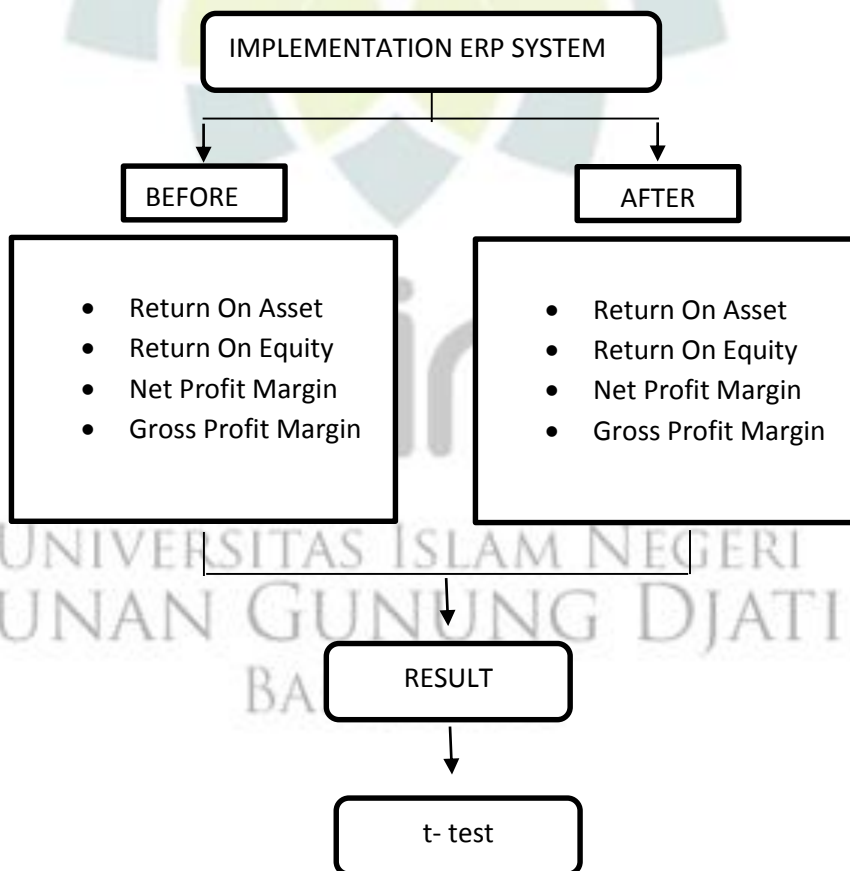 IMPLEMENTATION ERP SYSTEM
BEFORE
AFTER
• Return On Asset
• Return On Equity
• Net Profit Margin
• Gross Profit Margin
• Return On Asset
• Return On Equity
• Net Profit Margin
• Gross Profit Margin
UNIVERSITAS ISLAM NEGERI
UNAN GUNUNG DJATI
BA
RESULT
t- test